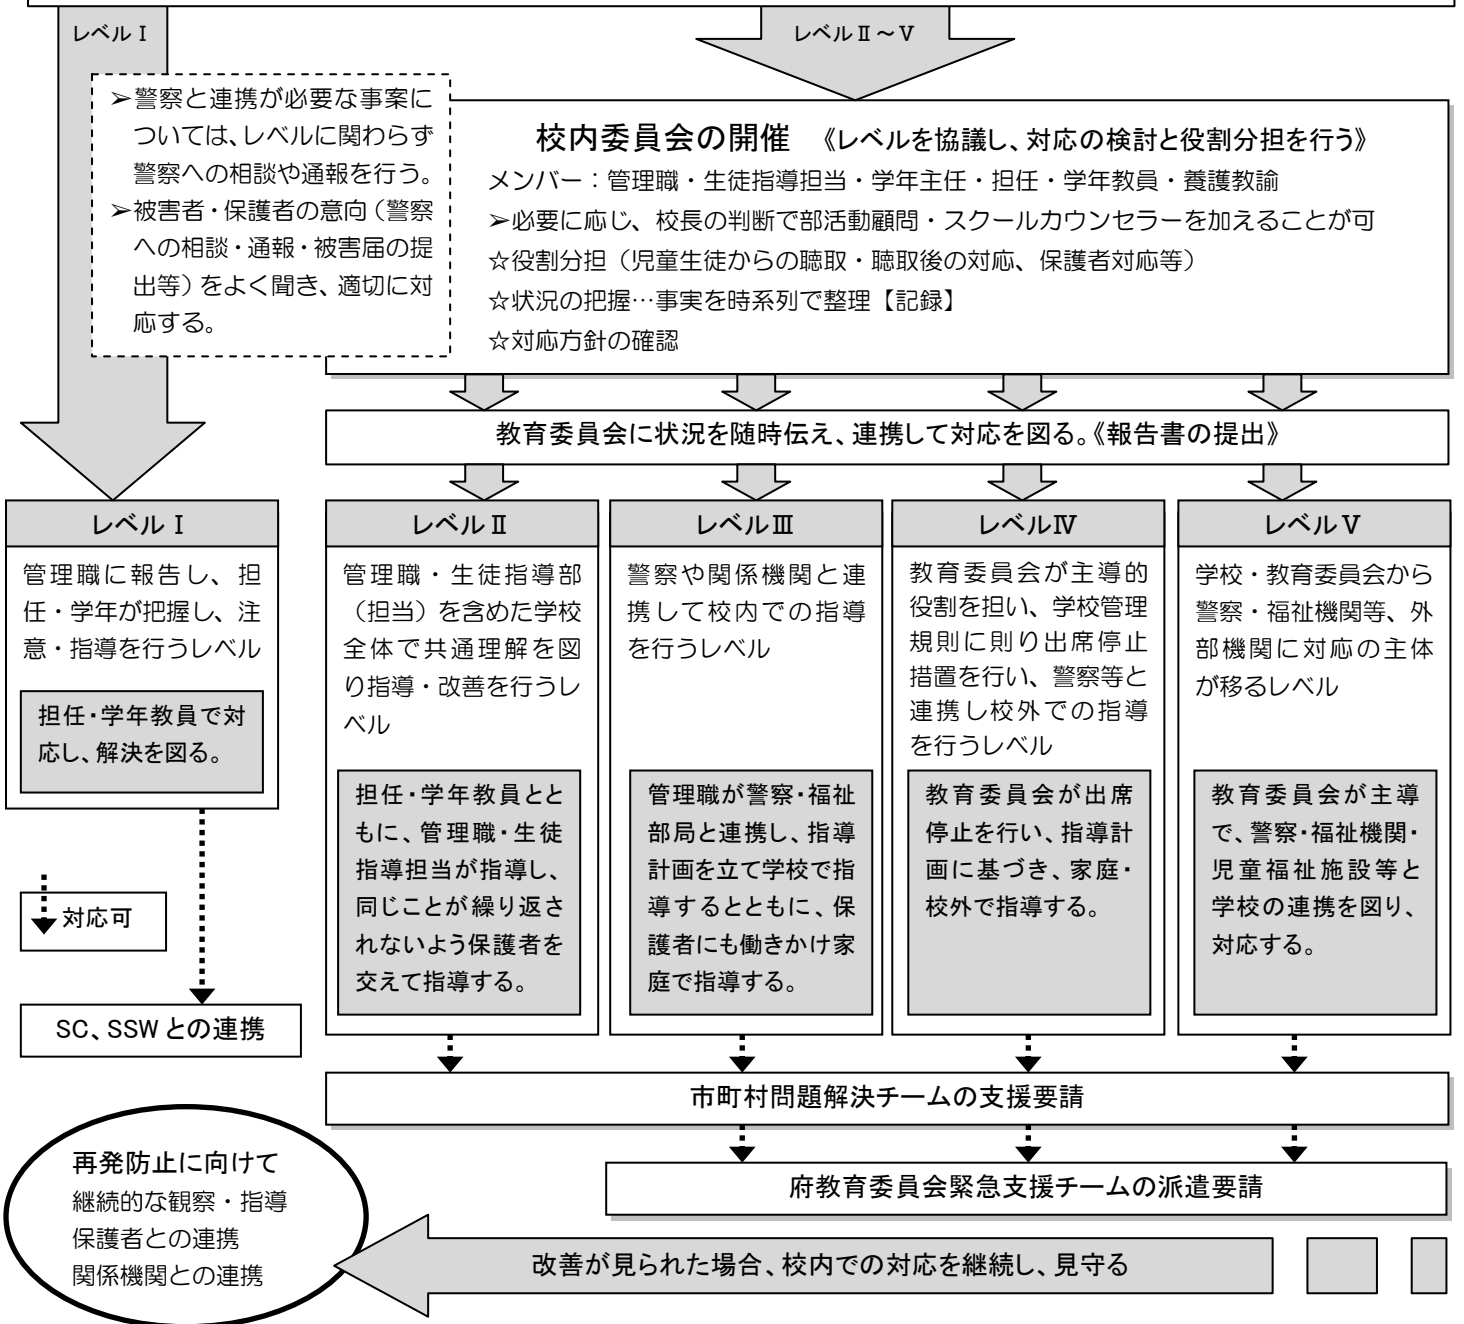 レベルⅠ
レベルⅡ～Ⅴ
➢警察と連携が必要な事案に
ついては、レベルに関わらず
警察への相談や通報を行う。
➢被害者・保護者の意向（警察
への相談・通報・被害届の提
出等）をよく聞き、適切に対
応する。
校内委員会の開催 《レベルを協議し、対応の検討と役割分担を行う》
メンバー：管理職・生徒指導担当・学年主任・担任・学年教員・養護教諭
➢必要に応じ、校長の判断で部活動顧問・スクールカウンセラーを加えることが可
☆役割分担（児童生徒からの聴取・聴取後の対応、保護者対応等）
☆状況の把握…事実を時系列で整理【記録】
☆対応方針の確認
教育委員会に状況を随時伝え、連携して対応を図る。《報告書の提出》
レベルⅠ
管理職に報告し、担
任・学年が把握し、注
意・指導を行うレベル
担任・学年教員で対
応し、解決を図る。
対応可
SC、SSWとの連携
レベルⅡ
管理職・生徒指導部
（担当）を含めた学校
全体で共通理解を図
り指導・改善を行うレ
ベル
担任・学年教員とと
もに、管理職・生徒
指導担当が指導し、
同じことが繰り返さ
れないよう保護者を
交えて指導する。
レベルⅢ
警察や関係機関と連
携して校内での指導
を行うレベル
管理職が警察・福祉
部局と連携し、指導
計画を立て学校で指
導するとともに、保
護者にも働きかけ家
庭で指導する。
レベルⅣ
教育委員会が主導的
役割を担い、学校管理
規則に則り出席停止
措置を行い、警察等と
連携し校外での指導
を行うレベル
教育委員会が出席
停止を行い、指導計
画に基づき、家庭・
校外で指導する。
レベルⅤ
学校・教育委員会から
警察・福祉機関等、外
部機関に対応の主体
が移るレベル
教育委員会が主導
で、警察・福祉機関・
児童福祉施設等と
学校の連携を図り、
対応する。
市町村問題解決チームの支援要請
府教育委員会緊急支援チームの派遣要請
再発防止に向けて
継続的な観察・指導
保護者との連携
関係機関との連携
改善が見られた場合、校内での対応を継続し、見守る